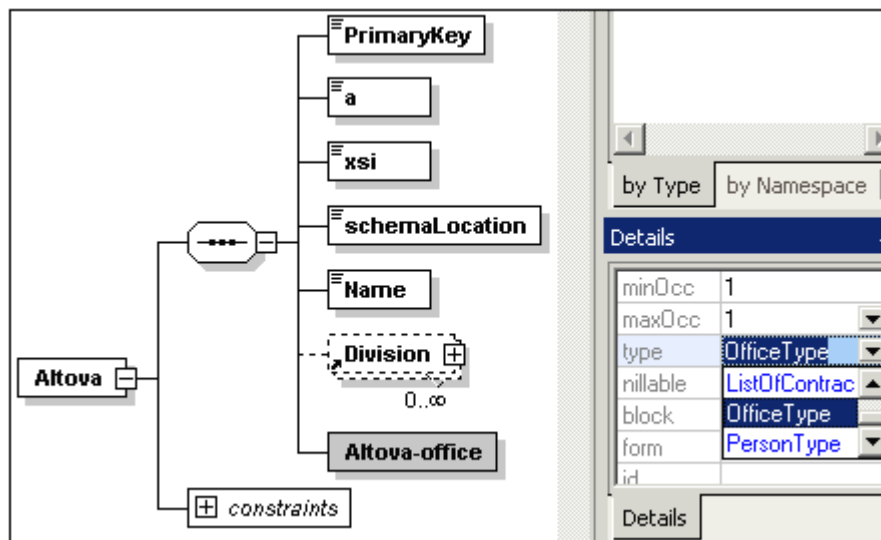 PrimaryKey
a
xsi
schemaLocation
Name
Division
0..∞
Altova
Altova-office
constraints
by Type by Namespace
Details
minOcc 1
maxOcc 1
type OfficeType
nillable ListOfContrac
block OfficeType
form PersonType
id
Details